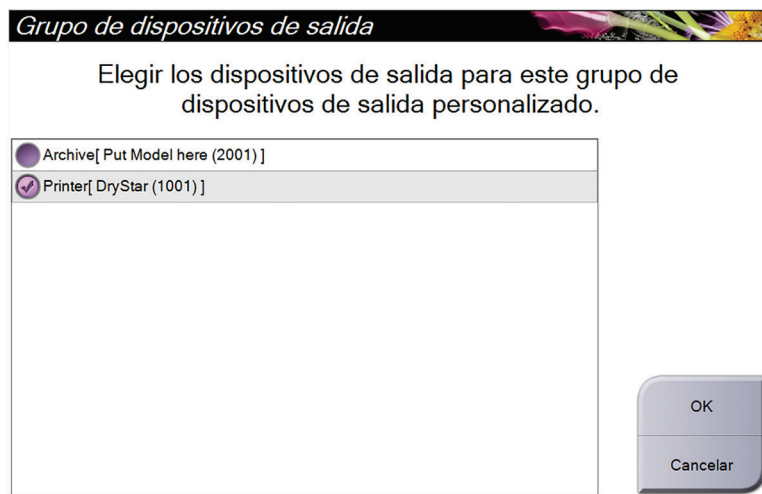 Grupo de dispositivos de salida
Elegir los dispositivos de salida para este grupo de
dispositivos de salida personalizado.
Archive[ Put Model here (2001) ]
Printer[ DryStar (1001) ]
OK
Cancelar